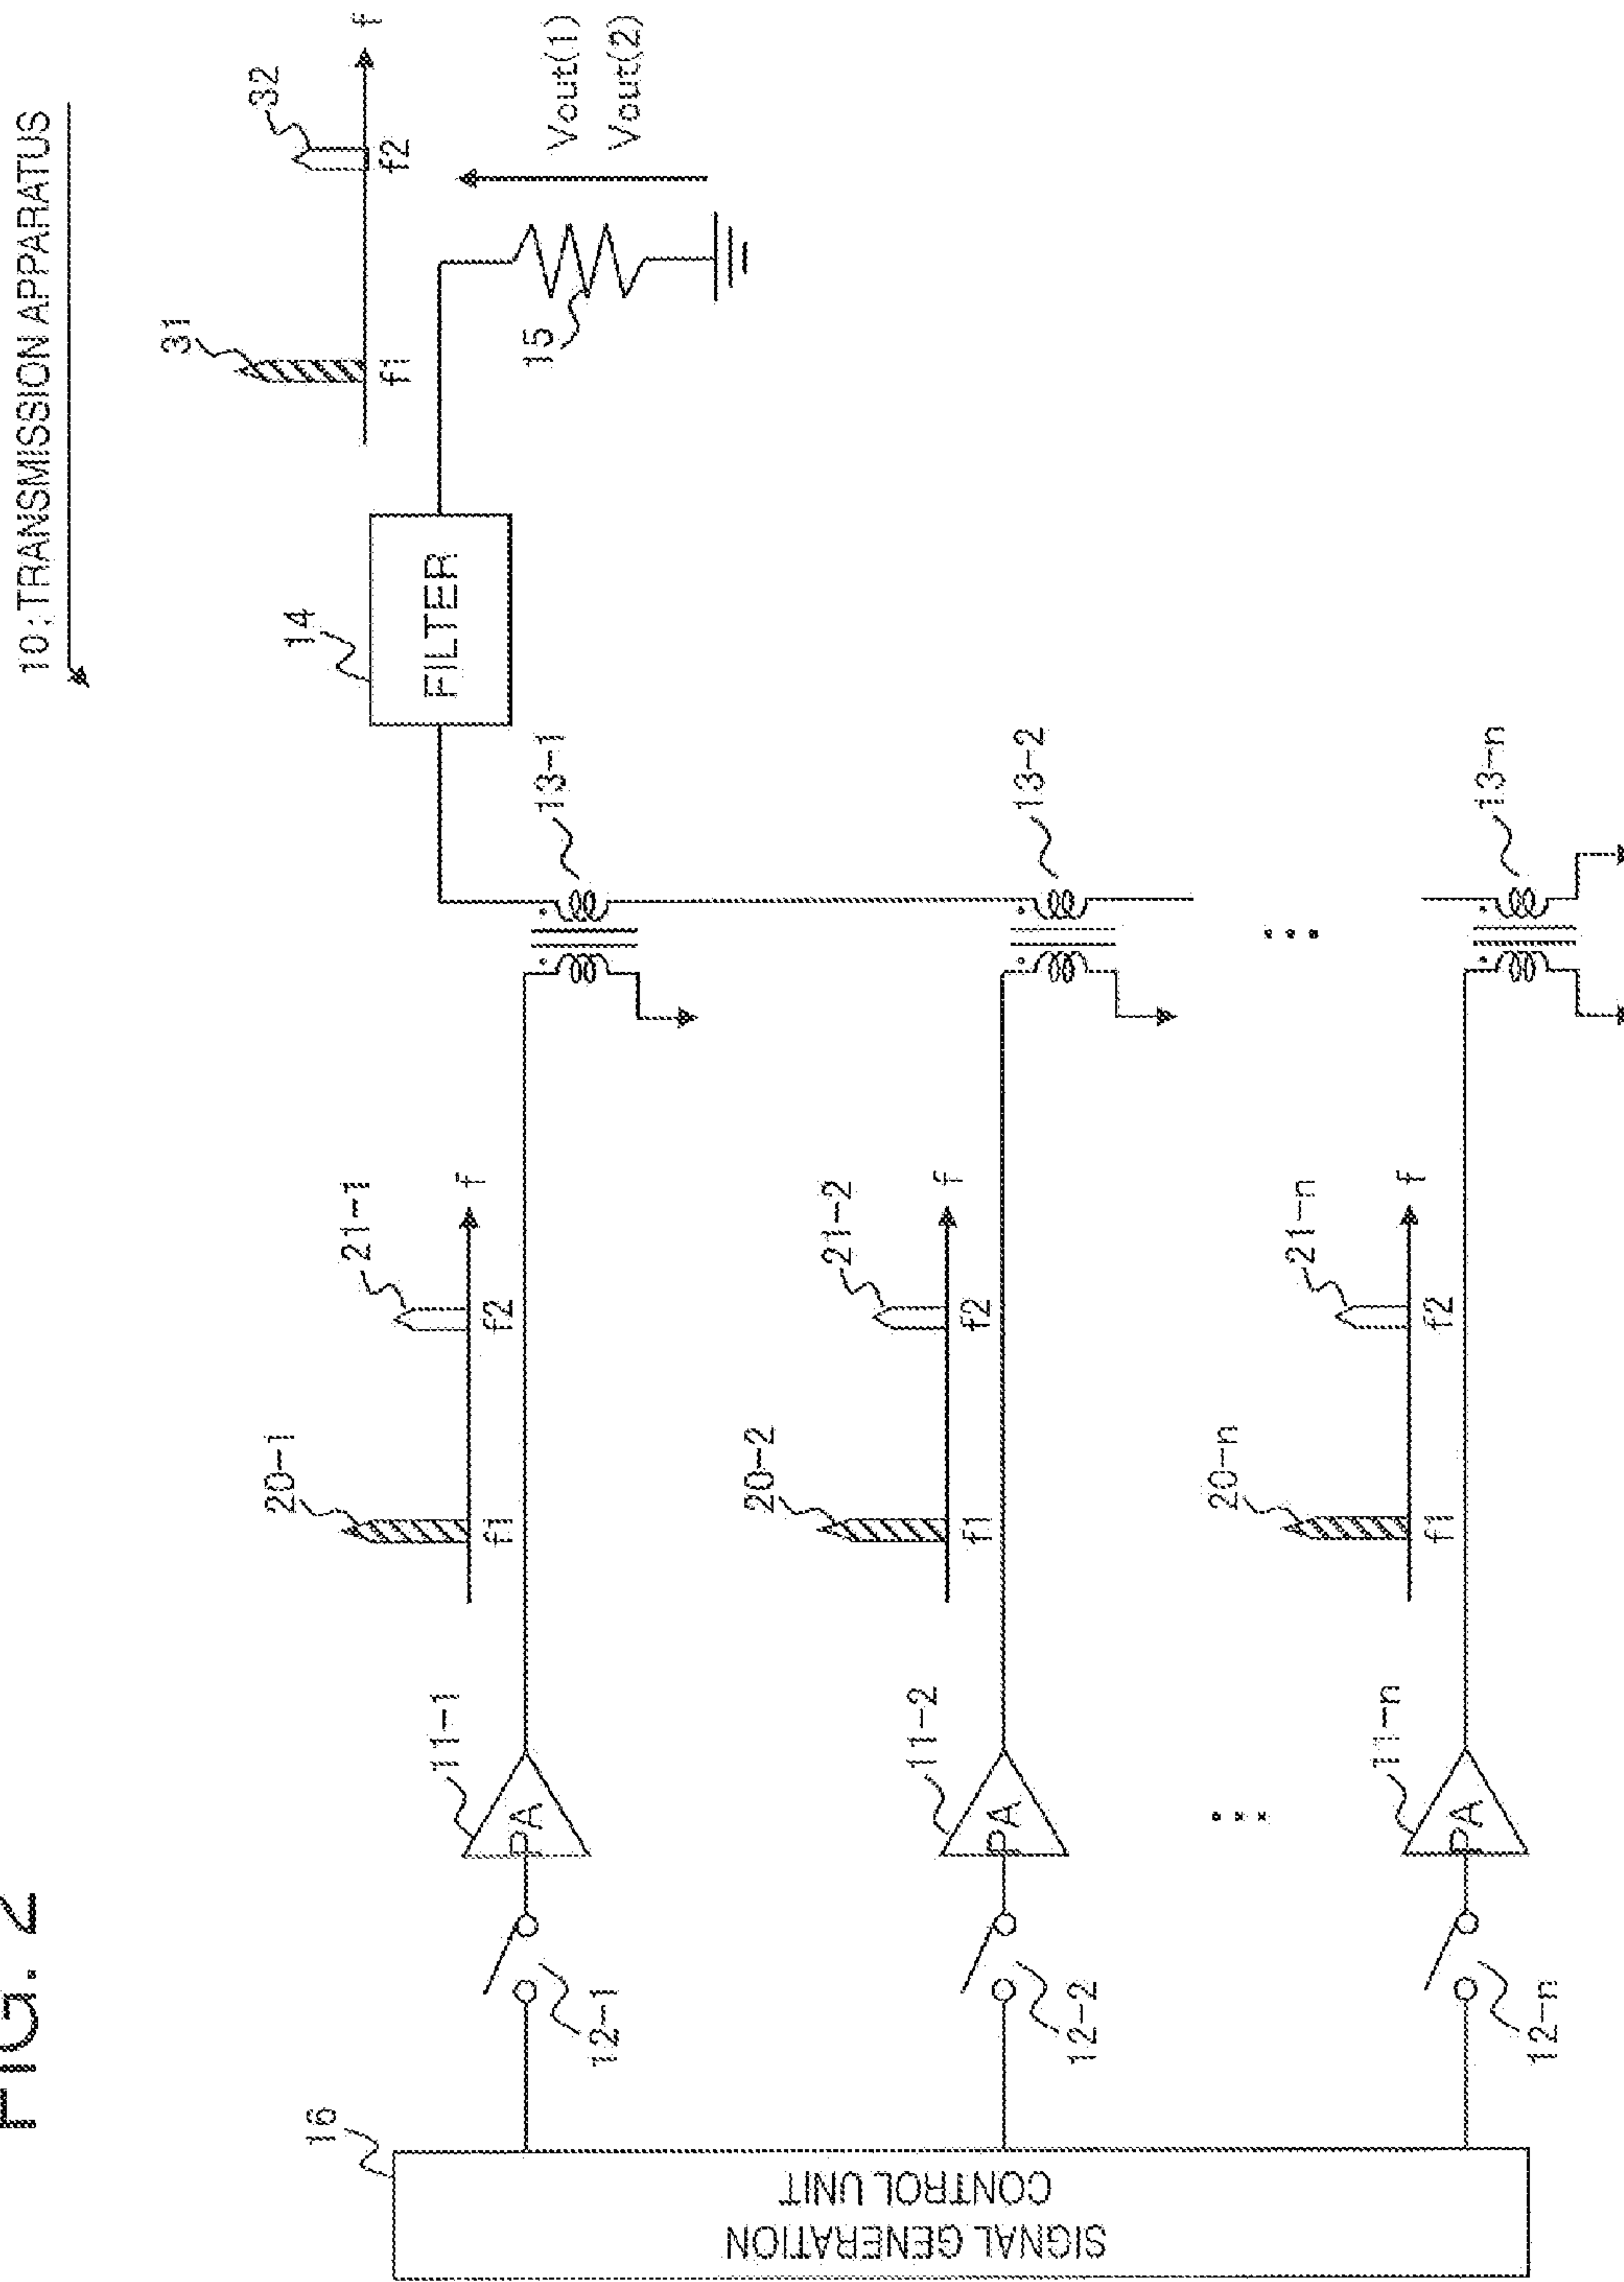 FIG. 2
10:TRANSMISSION APPARATUS
31
32
f
f1
f2
Vout(1)
Vout(2)
15
14
FILTER
13-1
20-1
21-1
f
f1
f2
11-1
PA
12-1
13-2
20-2
21-2
f
f1
f2
11-2
PA
12-2
13-n
20-n
21-n
f
f1
f2
11-n
PA
12-n
16
SIGNAL GENERATION
CONTROL UNIT